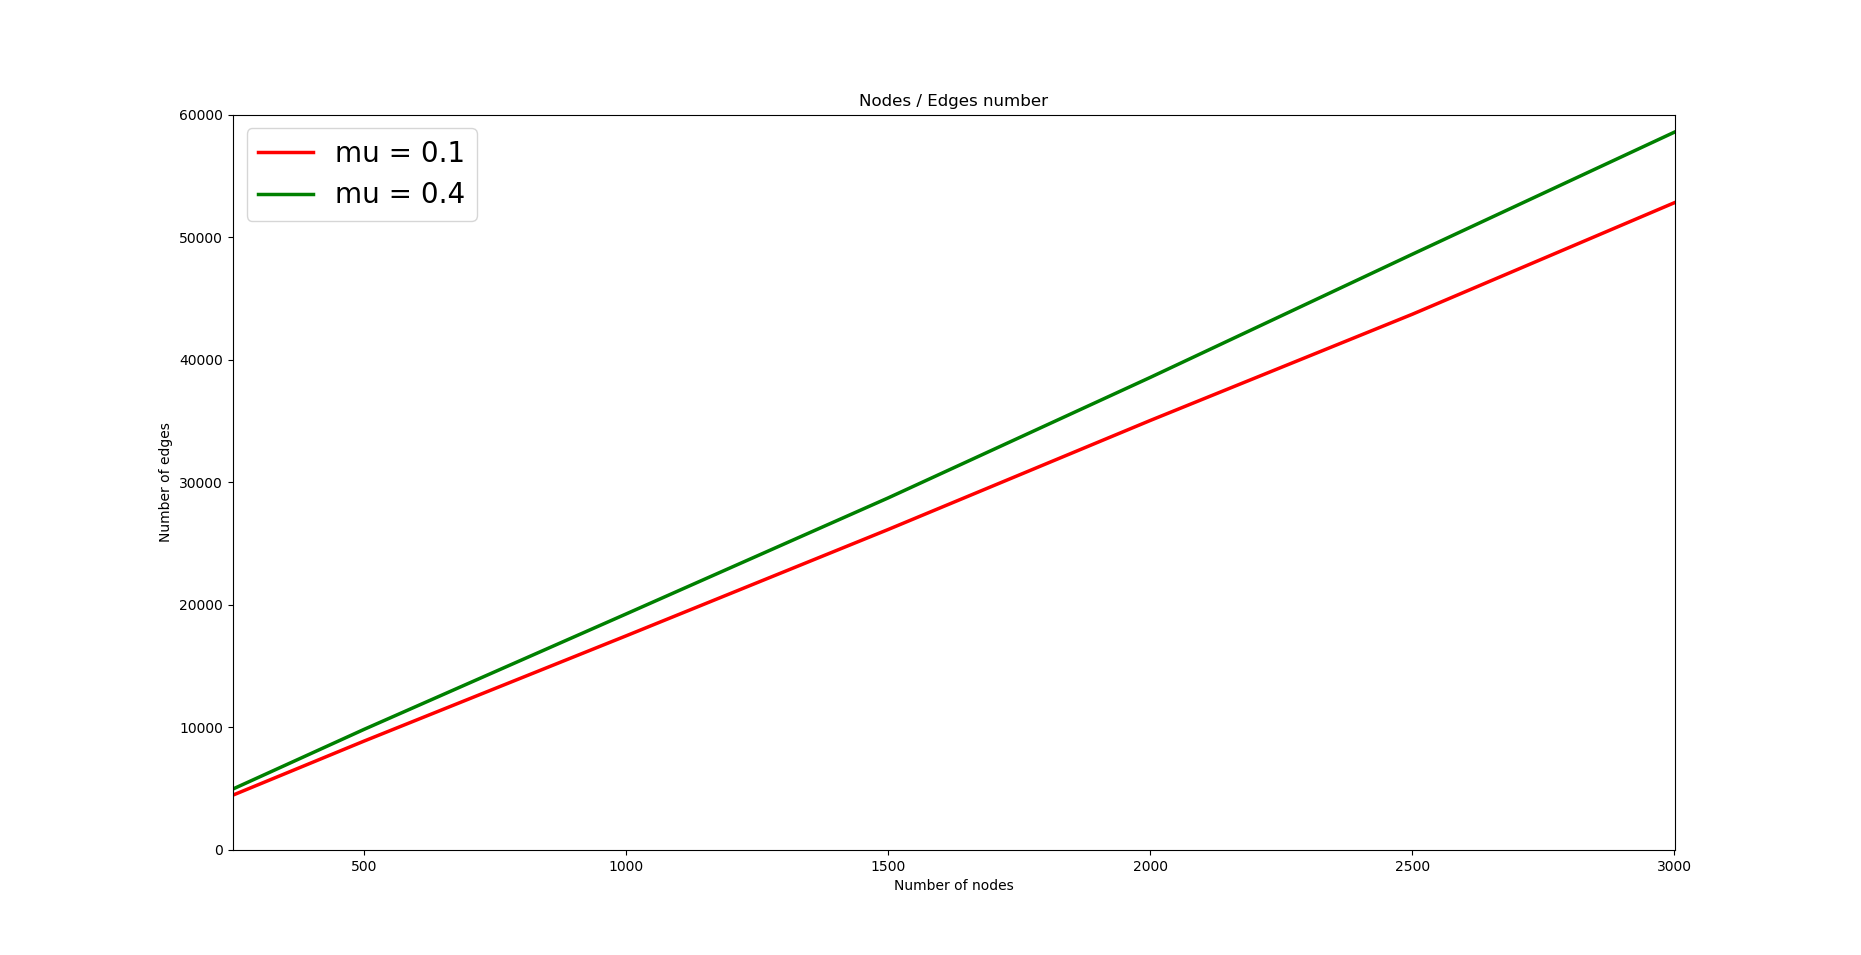 Nodes / Edges number
60000
50000
40000
30000
20000
10000
0
Number of edges
mu = 0.1
mu = 0.4
500 1000 1500 2000 2500 3000
Number of nodes